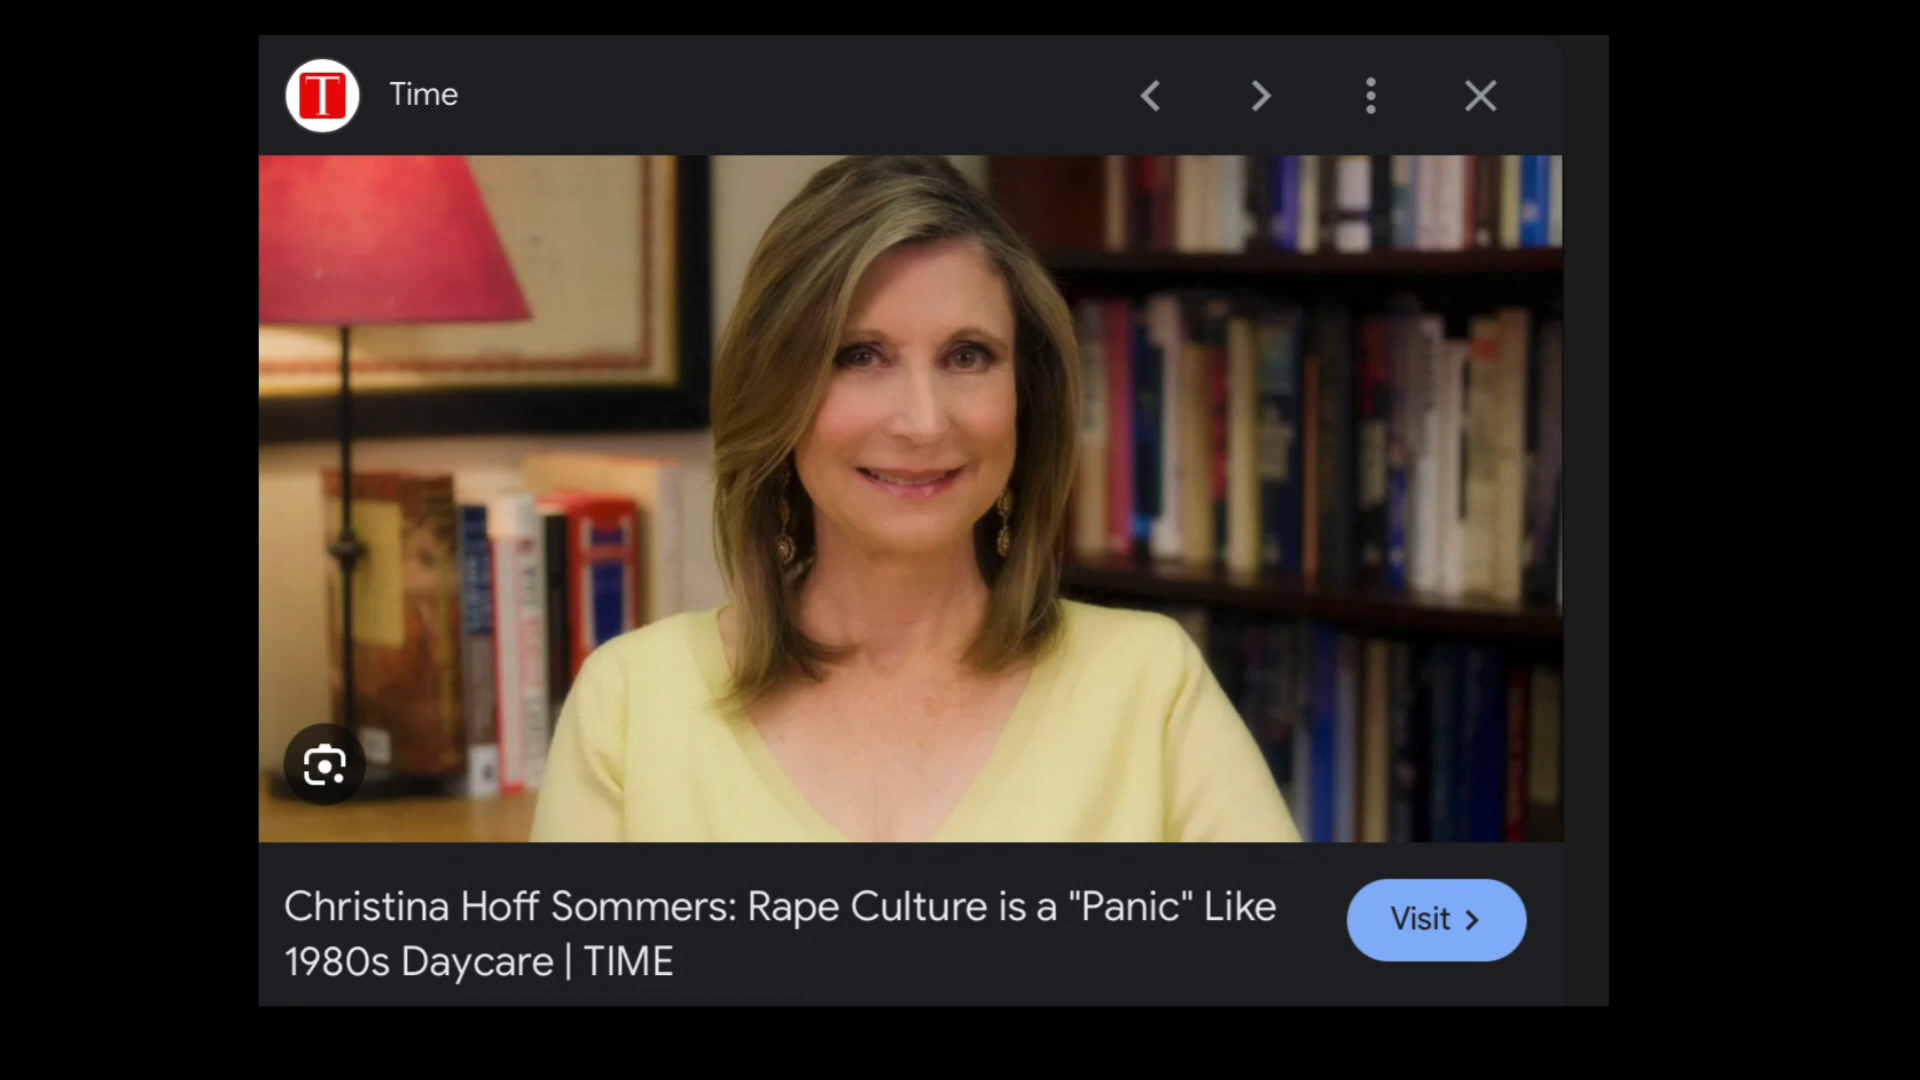 T
Time
Christina Hoff Sommers: Rape Culture is a "Panic" Like
1980s Daycare | TIME
Visit